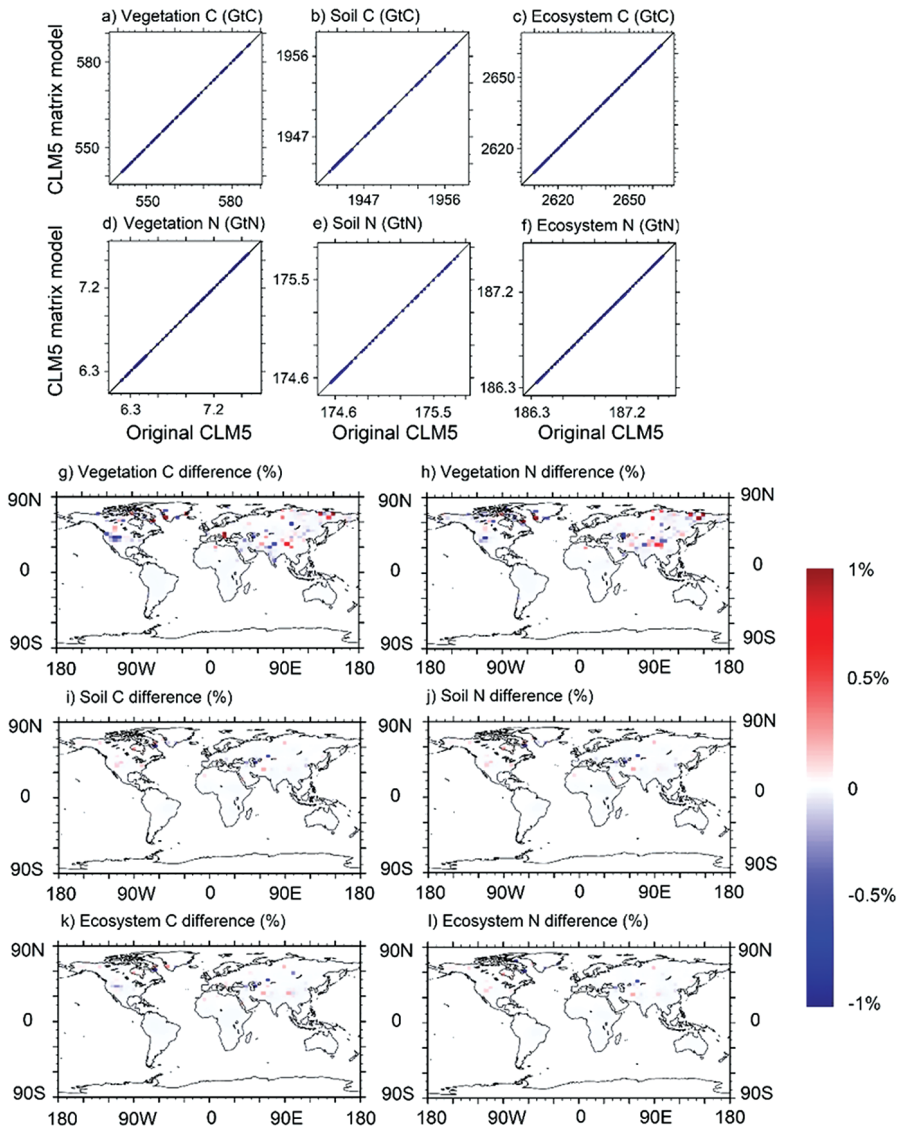 a) Vegetation C (GtC)
b) Soil C (GtC)
c) Ecosystem C (GtC)
CLM5 matrix model
580
550
550
580
1956
1947
1947
1956
2650
2620
2620
2650
d) Vegetation N (GtN)
e) Soil N (GtN)
f) Ecosystem N (GtN)
CLM5 matrix model
7.2
6.3
6.3
7.2
175.5
174.6
174.6
175.5
187.2
186.3
186.3
187.2
Original CLM5
Original CLM5
Original CLM5
g) Vegetation C difference (%)
90N
0
90S
180 90W 0 90E 180
h) Vegetation N difference (%)
90N
0
90S
180 90W 0 90E 180
i) Soil C difference (%)
90N
0
90S
180 90W 0 90E 180
j) Soil N difference (%)
90N
0
90S
180 90W 0 90E 180
k) Ecosystem C difference (%)
90N
0
90S
180 90W 0 90E 180
l) Ecosystem N difference (%)
90N
0
90S
180 90W 0 90E 180
1%
0.5%
0
-0.5%
-1%